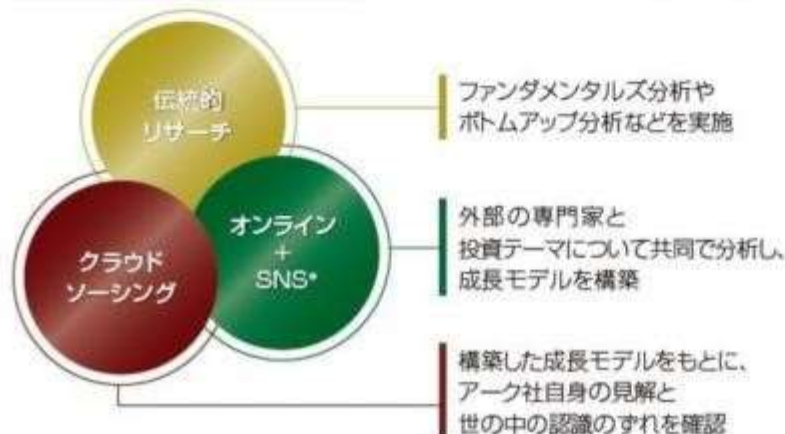 伝統的
リサーチ
ファンダメンタルズ分析や
ボトムアップ分析などを実施
オンライン
+
SNS*
外部の専門家と
投資テーマについて共同で分析し、
成長モデルを構築
クラウド
ソーシング
構築した成長モデルをもとに、
アーク社自身の見解と
世の中の認識のずれを確認